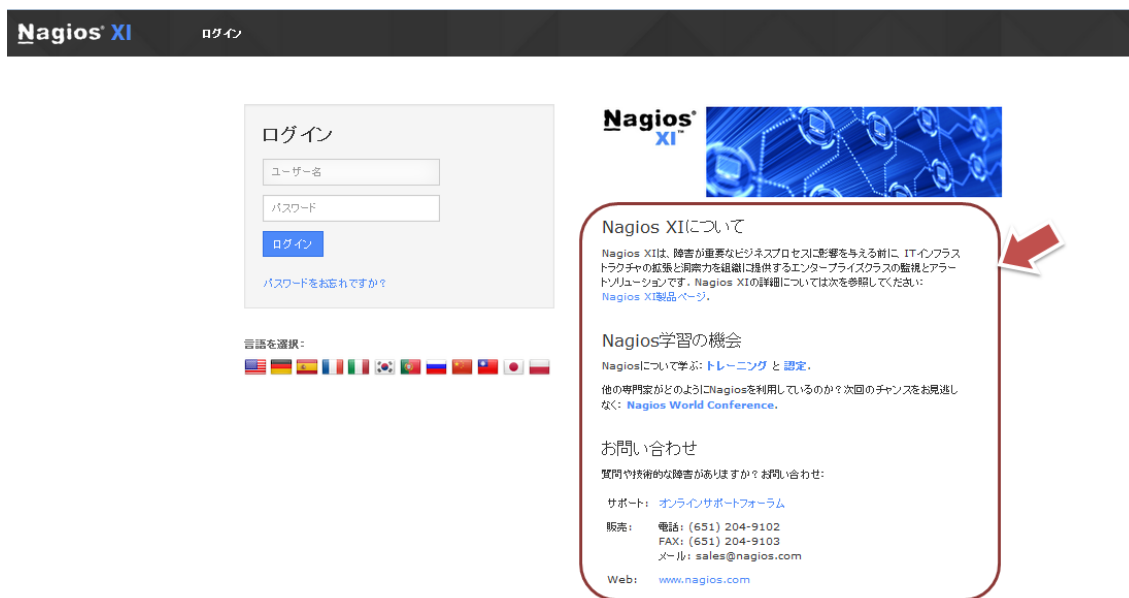 Nagios® XI ログイン
ログイン
ユーザー名
パスワード
ログイン
パスワードをお忘れですか?
言語を選択:
Nagios®
XI™
Nagios XIについて
Nagios XIは、障害が重要なビジネスプロセスに影響を与える前に、ITインフラス
トラクチャの拡張と洞察力を組織に提供するエンタープライズクラスの監視とアラー
トソリューションです。Nagios XIの詳細については次を参照してください:
Nagios XI製品ページ.
Nagios学習の機会
Nagiosについて学ぶ: トレーニング と 認定.
他の専門家がどのようにNagiosを利用しているのか?次回のチャンスをお見逃し
なく: Nagios World Conference.
お問い合わせ
質問や技術的な障害がありますか?お問い合わせ:
サポート: オンラインサポートフォーラム
販売: 電話: (651) 204-9102
FAX: (651) 204-9103
メール: sales@nagios.com
Web: www.nagios.com